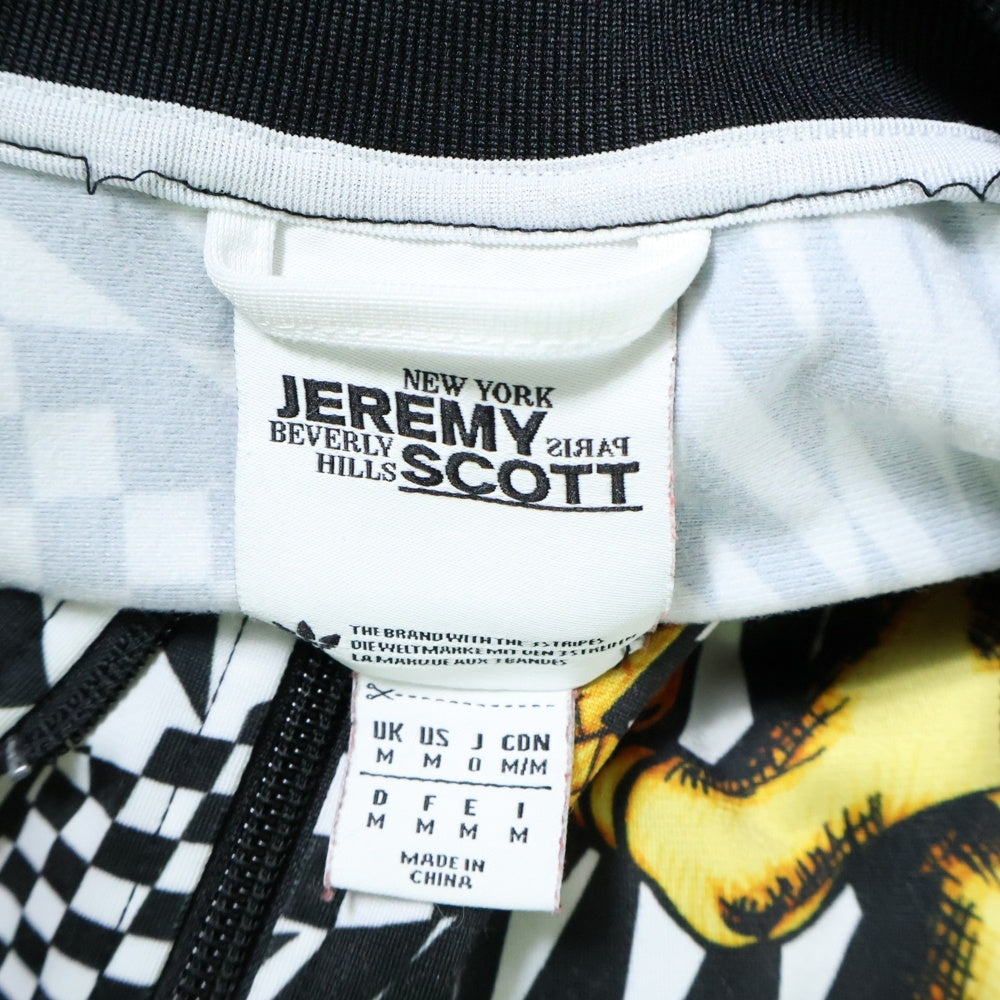 NEW YORK
JEREMY
BEVERLY PARIS
HILLS SCOTT
THE BRAND WITH THE 3 STRIPES
DIE WELTMARKE MIT DEN 3 STREIFEN
LA MARQUE AUX 3 BANDES
UK US J CDN
M M O M/M
D F E I
M M M M
MADE IN
CHINA